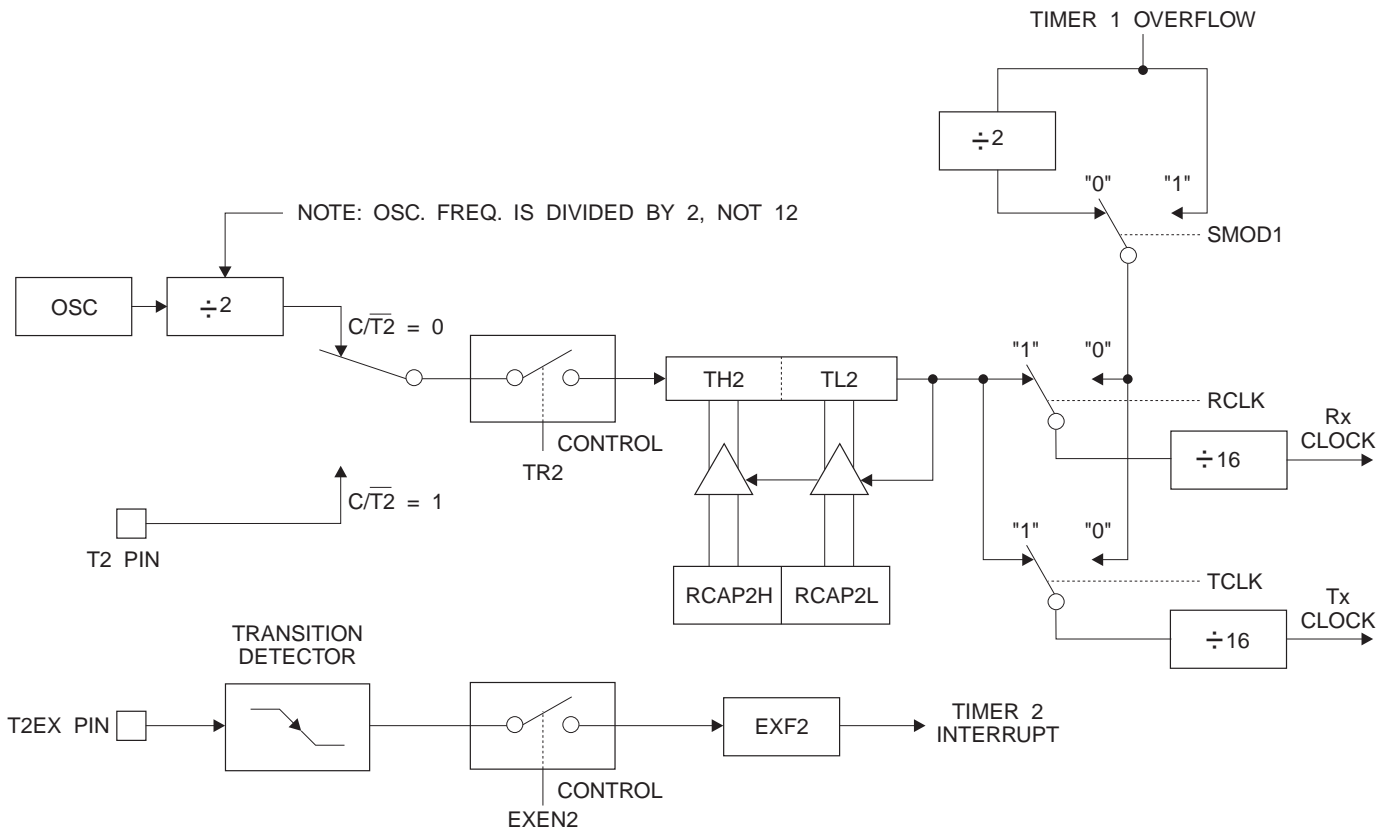 TIMER 1 OVERFLOW
÷2
"0" "1"
NOTE: OSC. FREQ. IS DIVIDED BY 2, NOT 12
SMOD1
OSC
÷2
C/T̅2̅ = 0
"1" "0"
TH2 TL2
RCLK
Rx
CLOCK
CONTROL
TR2
÷16
C/T̅2̅ = 1
"1" "0"
T2 PIN
TCLK
RCAP2H RCAP2L
Tx
CLOCK
TRANSITION
DETECTOR
÷16
T2EX PIN
EXF2
TIMER 2
INTERRUPT
CONTROL
EXEN2